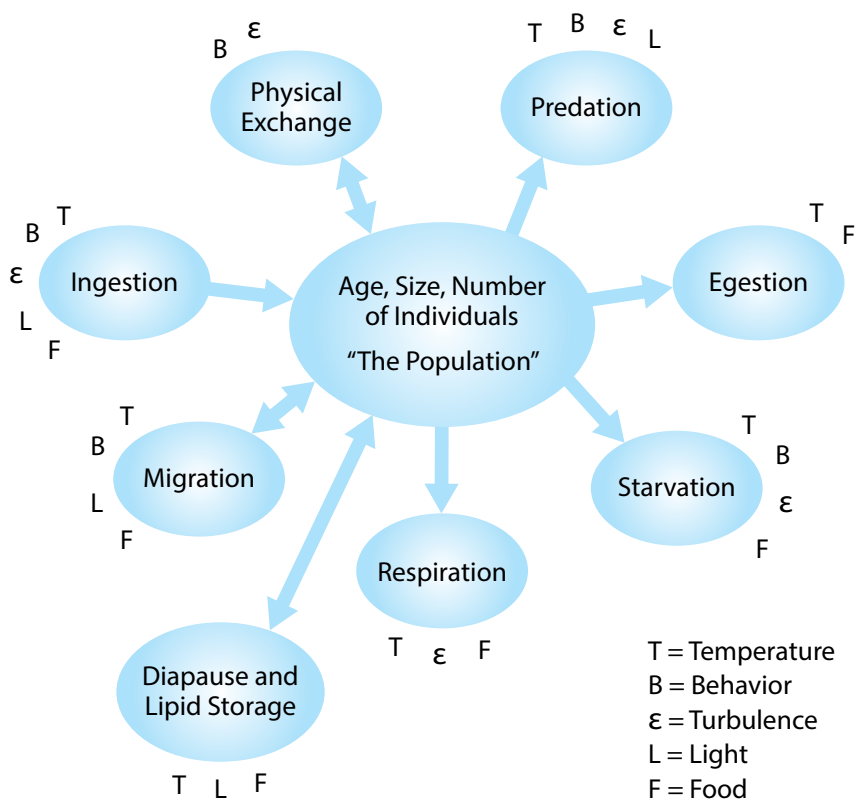 B ε
Physical
Exchange
T B ε L
Predation
T
B
ε
L
F
Ingestion
Age, Size, Number
of Individuals
“The Population”
T
F
Egestion
T
B
L
F
Migration
T
B
ε
F
Starvation
Respiration
T ε F
Diapause and
Lipid Storage
T L F
T = Temperature
B = Behavior
ε = Turbulence
L = Light
F = Food